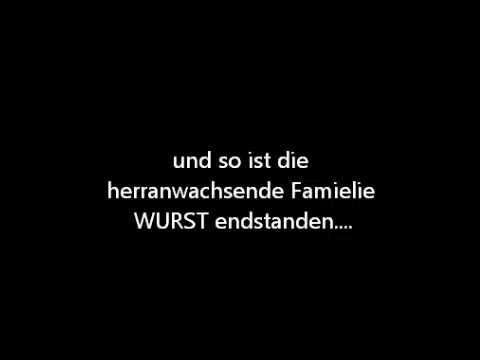 und so ist die
herranwachsende Famielie
WURST endstanden....